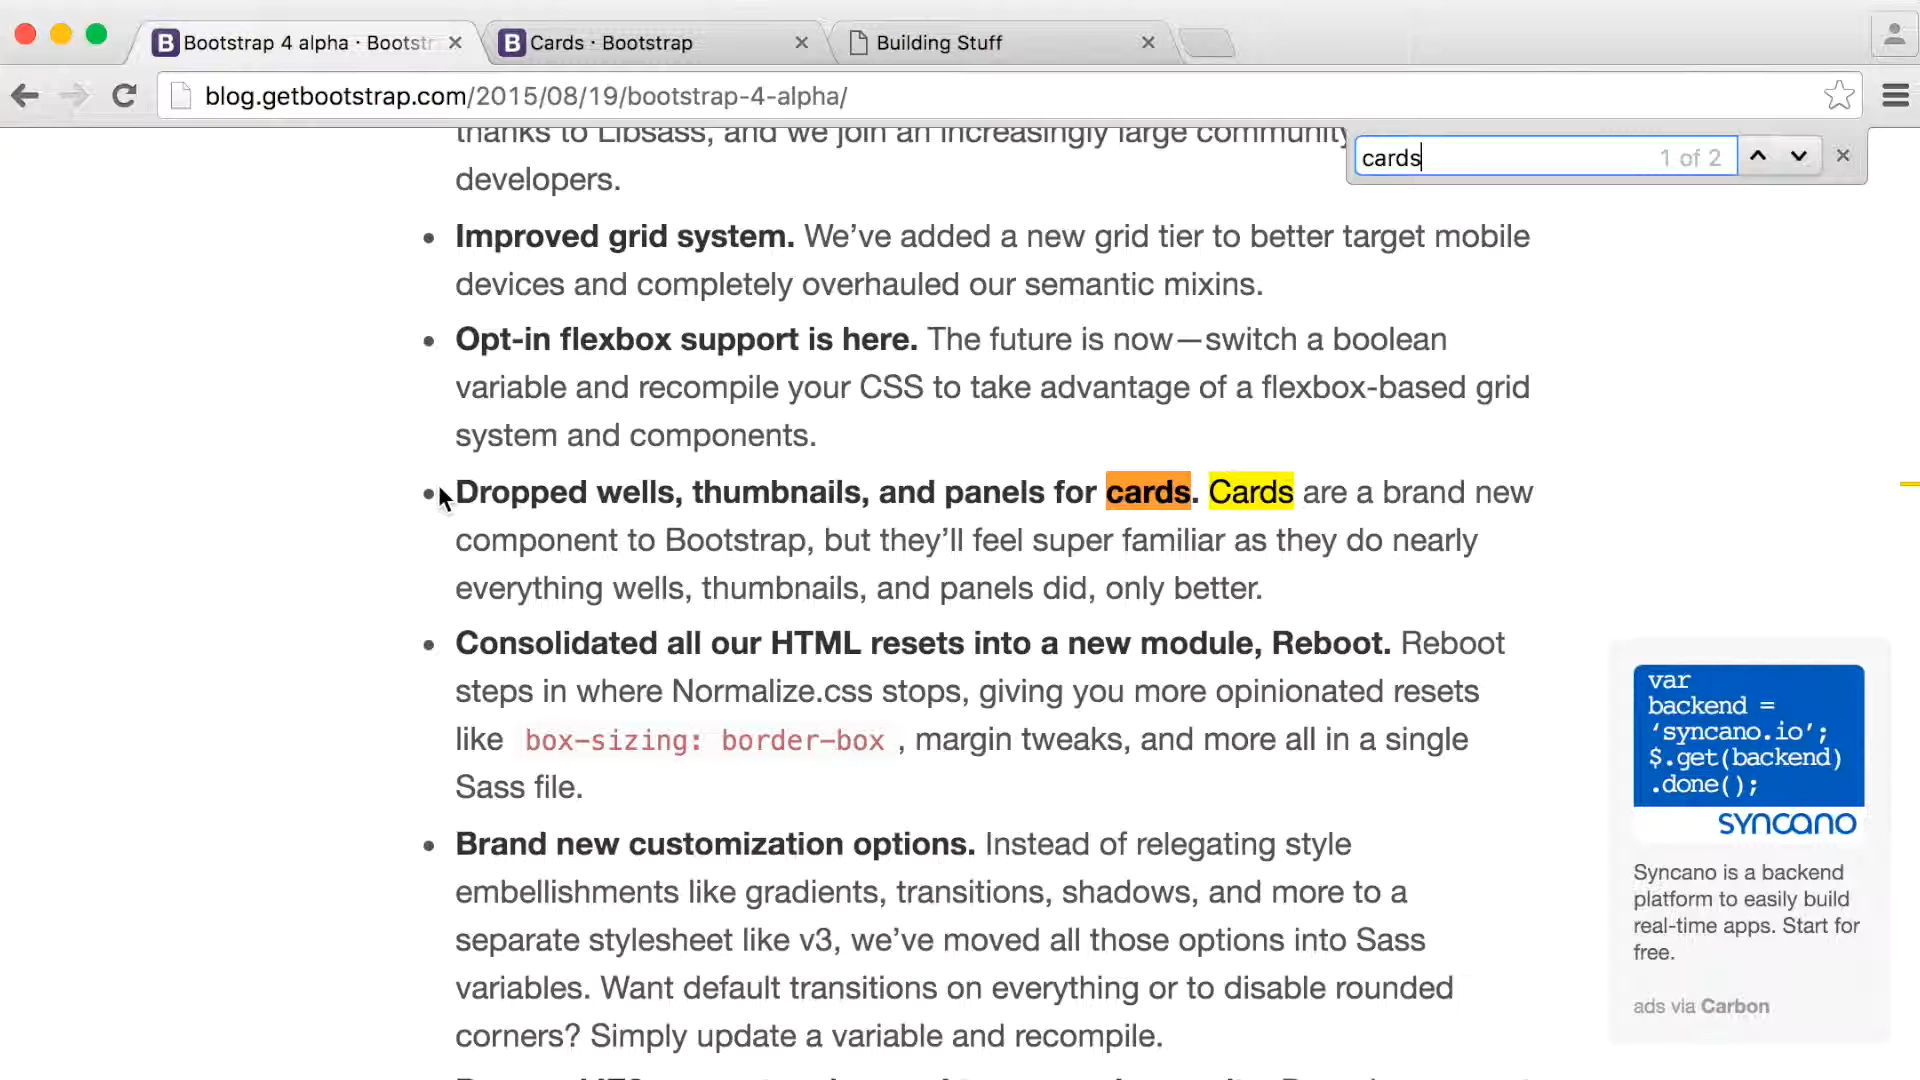 Bootstrap 4 alpha · Bootstr
Cards · Bootstrap
Building Stuff
blog.getbootstrap.com/2015/08/19/bootstrap-4-alpha/
cards
1 of 2
thanks to Libsass, and we join an increasingly large community
developers.
• Improved grid system. We’ve added a new grid tier to better target mobile
devices and completely overhauled our semantic mixins.
• Opt-in flexbox support is here. The future is now—switch a boolean
variable and recompile your CSS to take advantage of a flexbox-based grid
system and components.
• Dropped wells, thumbnails, and panels for cards. Cards are a brand new
component to Bootstrap, but they’ll feel super familiar as they do nearly
everything wells, thumbnails, and panels did, only better.
• Consolidated all our HTML resets into a new module, Reboot. Reboot
steps in where Normalize.css stops, giving you more opinionated resets
like box-sizing: border-box , margin tweaks, and more all in a single
Sass file.
• Brand new customization options. Instead of relegating style
embellishments like gradients, transitions, shadows, and more to a
separate stylesheet like v3, we’ve moved all those options into Sass
variables. Want default transitions on everything or to disable rounded
corners? Simply update a variable and recompile.
var
backend =
‘syncano.io’;
$.get(backend)
.done();
syncano
Syncano is a backend
platform to easily build
real-time apps. Start for
free.
ads via Carbon